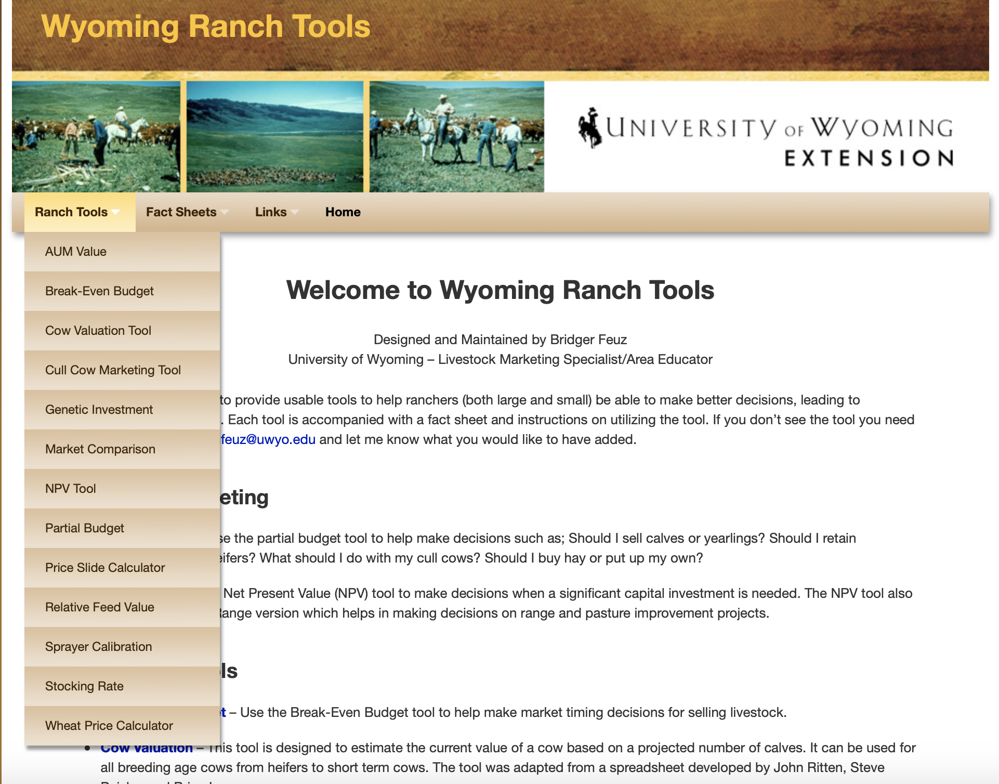 Wyoming Ranch Tools
UNIVERSITY OF WYOMING
EXTENSION
Ranch Tools
Fact Sheets
Links
Home
AUM Value
Break-Even Budget
Cow Valuation Tool
Cull Cow Marketing Tool
Genetic Investment
Market Comparison
NPV Tool
Partial Budget
Price Slide Calculator
Relative Feed Value
Sprayer Calibration
Stocking Rate
Wheat Price Calculator
Welcome to Wyoming Ranch Tools
Designed and Maintained by Bridger Feuz
University of Wyoming – Livestock Marketing Specialist/Area Educator
to provide usable tools to help ranchers (both large and small) be able to make better decisions, leading to
. Each tool is accompanied with a fact sheet and instructions on utilizing the tool. If you don’t see the tool you need
feuz@uwyo.edu and let me know what you would like to have added.
eting
se the partial budget tool to help make decisions such as; Should I sell calves or yearlings? Should I retain
eifers? What should I do with my cull cows? Should I buy hay or put up my own?
Net Present Value (NPV) tool to make decisions when a significant capital investment is needed. The NPV tool also
Range version which helps in making decisions on range and pasture improvement projects.
ls
t – Use the Break-Even Budget tool to help make market timing decisions for selling livestock.
• Cow Valuation – This tool is designed to estimate the current value of a cow based on a projected number of calves. It can be used for
all breeding age cows from heifers to short term cows. The tool was adapted from a spreadsheet developed by John Ritten, Steve